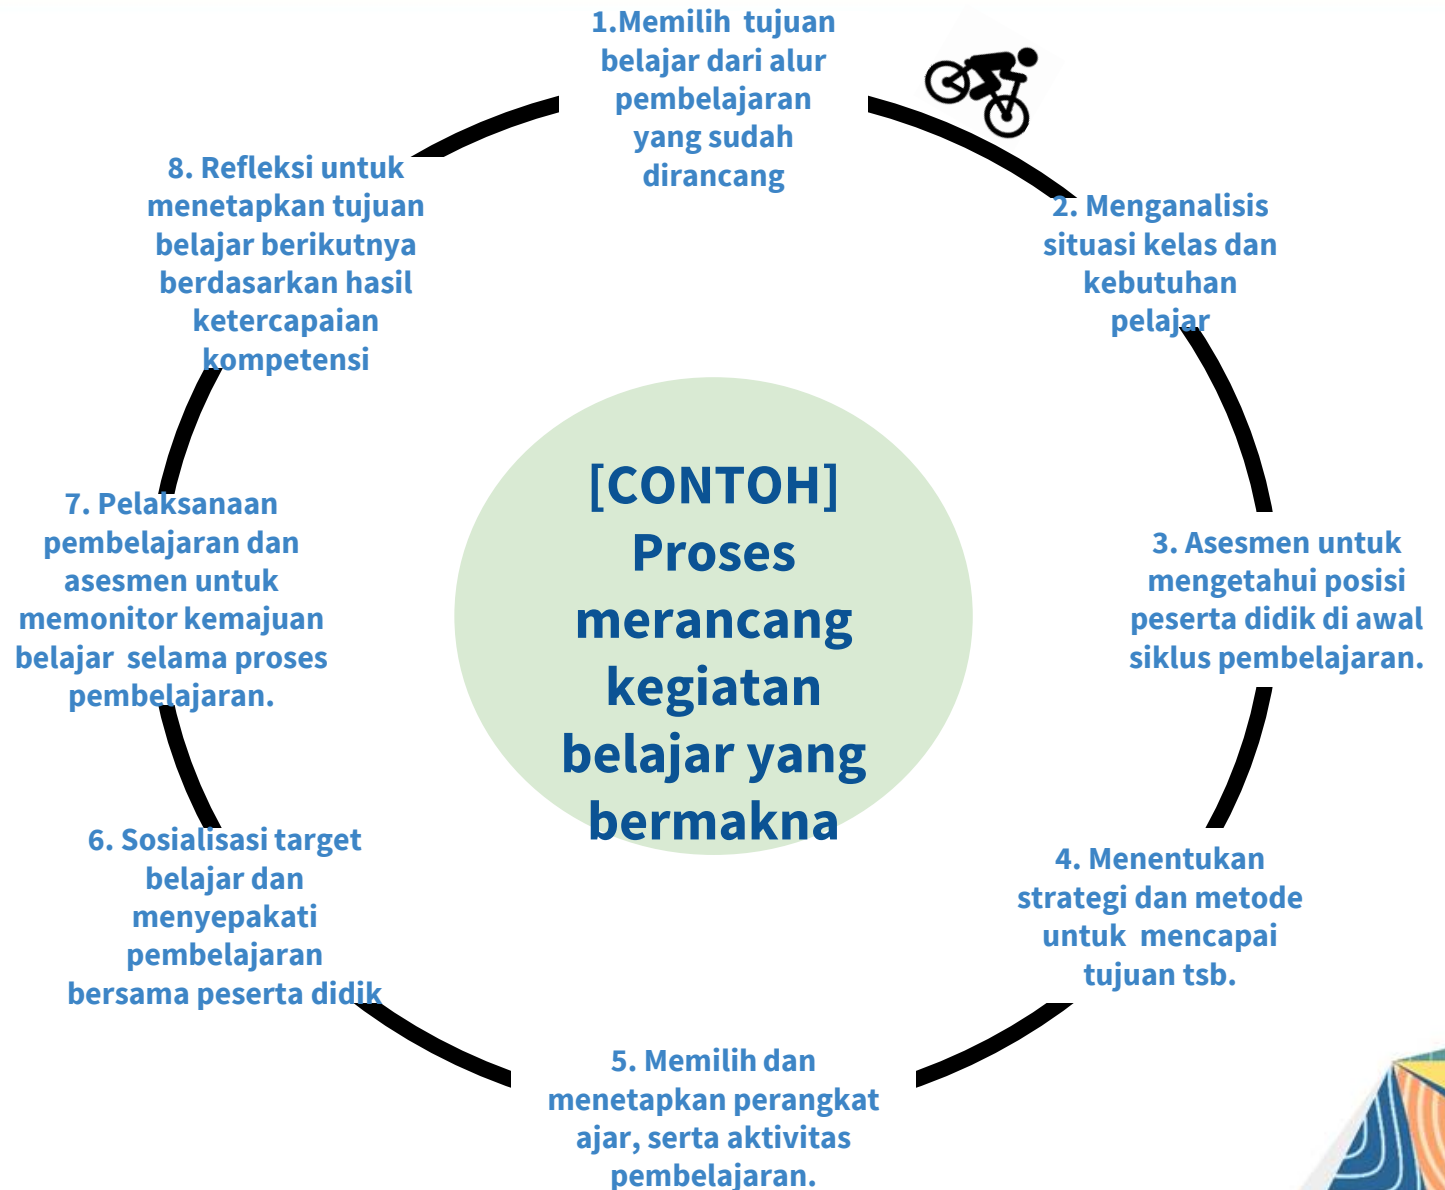 1.Memilih  tujuan
belajar dari alur
pembelajaran
yang sudah
dirancang
2. Menganalisis
situasi kelas dan
kebutuhan
pelajar
3. Asesmen untuk
mengetahui posisi
peserta didik di awal
siklus pembelajaran.
4. Menentukan
strategi dan metode
untuk  mencapai
tujuan tsb.
5. Memilih dan
menetapkan perangkat
ajar, serta aktivitas
pembelajaran.
6. Sosialisasi target
belajar dan
menyepakati
pembelajaran
bersama peserta didik
7. Pelaksanaan
pembelajaran dan
asesmen untuk
memonitor kemajuan
belajar  selama proses
pembelajaran.
8. Refleksi untuk
menetapkan tujuan
belajar berikutnya
berdasarkan hasil
ketercapaian
kompetensi
[CONTOH]
Proses
merancang
kegiatan
belajar yang
bermakna